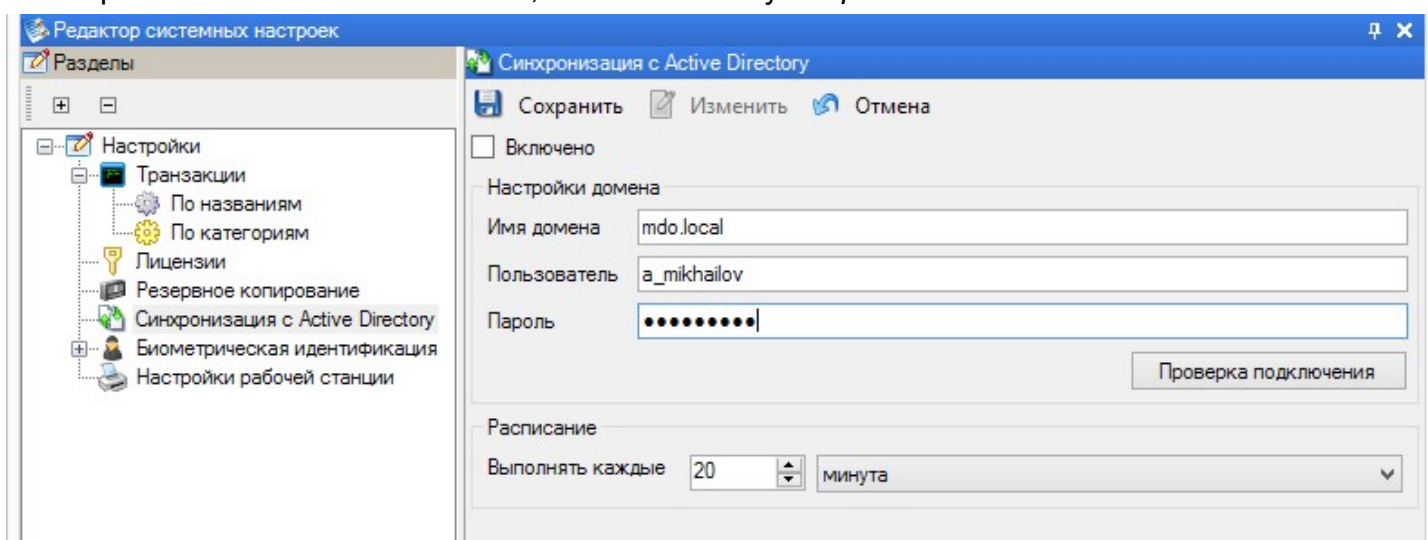 Редактор системных настроек
Разделы
Настройки
Транзакции
По названиям
По категориям
Лицензии
Резервное копирование
Синхронизация с Active Directory
Биометрическая идентификация
Настройки рабочей станции
Синхронизация с Active Directory
Сохранить Изменить Отмена
Включено
Настройки домена
Имя домена mdo.local
Пользователь a_mikhailov
Пароль ●●●●●●●●●
Проверка подключения
Расписание
Выполнять каждые 20 минута